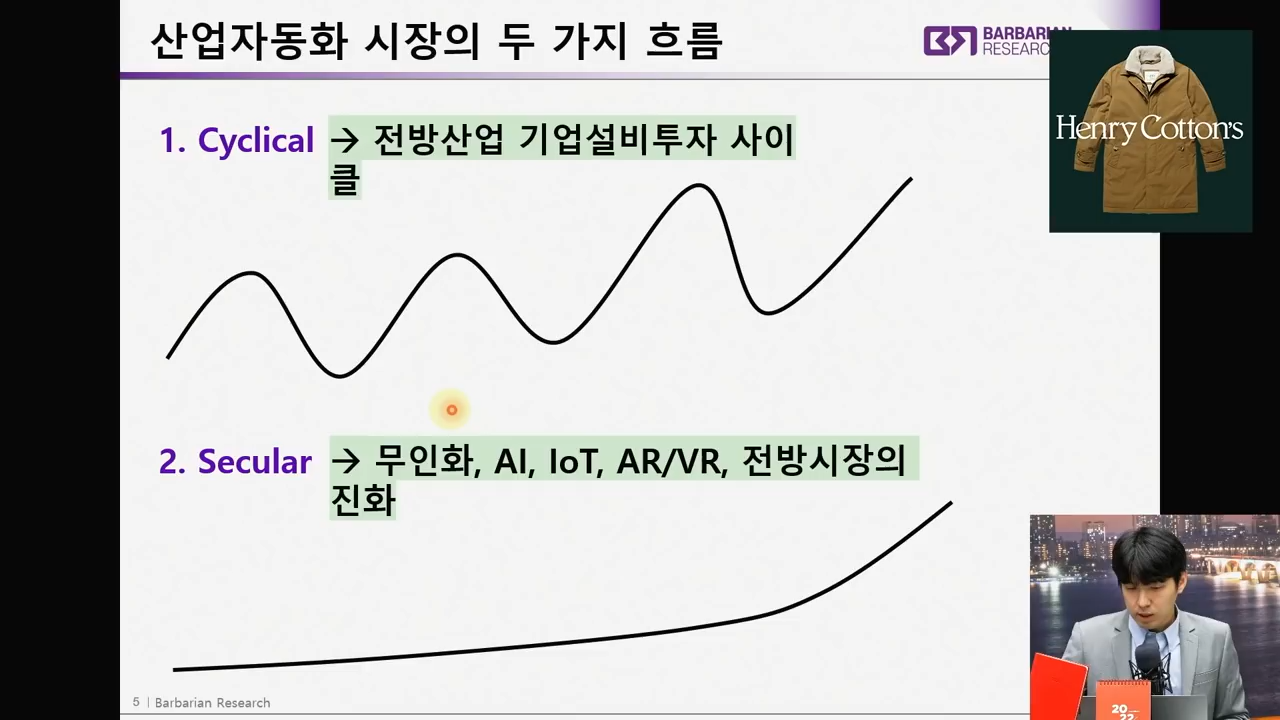 산업자동화 시장의 두 가지 흐름
BARBARIAN
RESEARCH
Henry Cotton's
1. Cyclical → 전방산업 기업설비투자 사이
클
2. Secular → 무인화, AI, IoT, AR/VR, 전방시장의
진화
5 | Barbarian Research
20
22